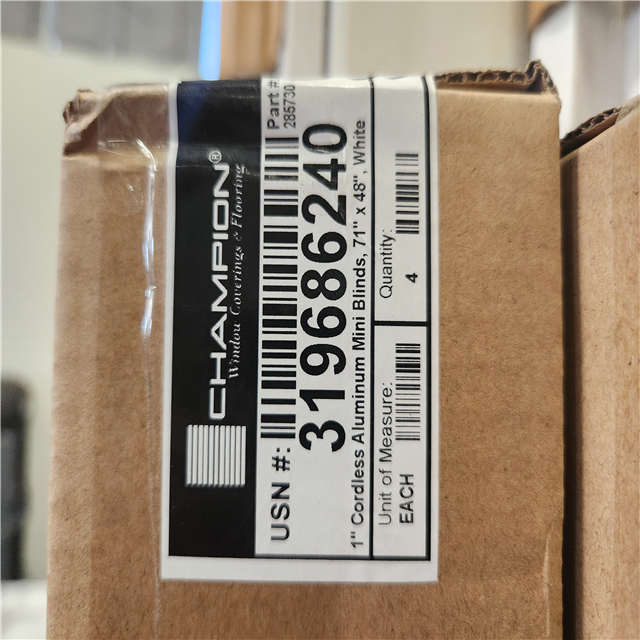 CHAMPION®
Window Coverings & Flooring
USN #:
319686240
Part #
285730
1" Cordless Aluminum Mini Blinds, 71" x 48", White
Unit of Measure:
EACH
Quantity:
4